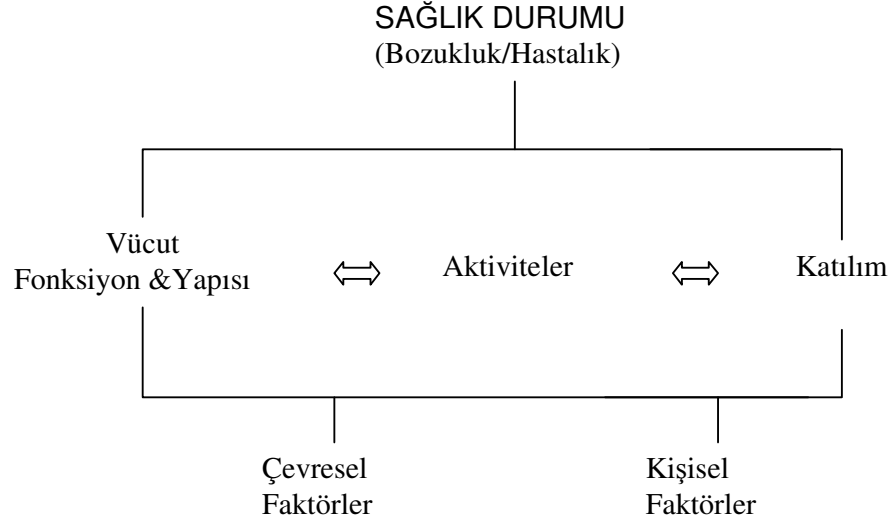 SAĞLIK DURUMU
(Bozukluk/Hastalık)
Vücut
Fonksiyon &Yapısı
Aktiviteler
Katılım
Çevresel
Faktörler
Kişisel
Faktörler